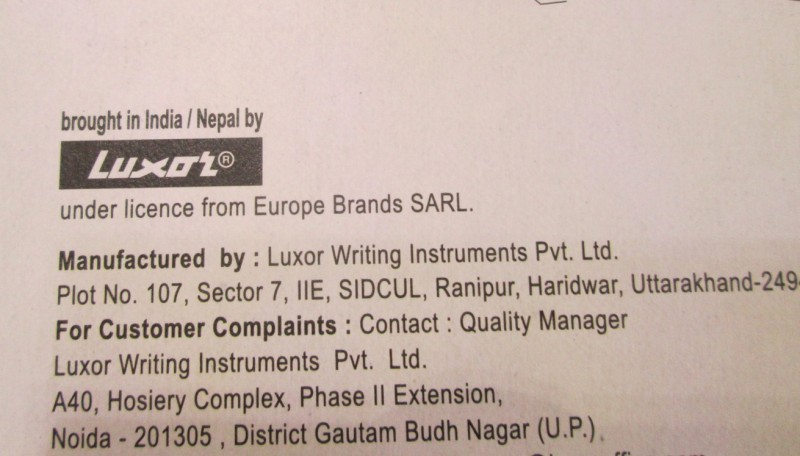 brought in India / Nepal by
Luxor®
under licence from Europe Brands SARL.
Manufactured by : Luxor Writing Instruments Pvt. Ltd.
Plot No. 107, Sector 7, IIE, SIDCUL, Ranipur, Haridwar, Uttarakhand-249
For Customer Complaints : Contact : Quality Manager
Luxor Writing Instruments Pvt. Ltd.
A40, Hosiery Complex, Phase II Extension,
Noida - 201305 , District Gautam Budh Nagar (U.P.).